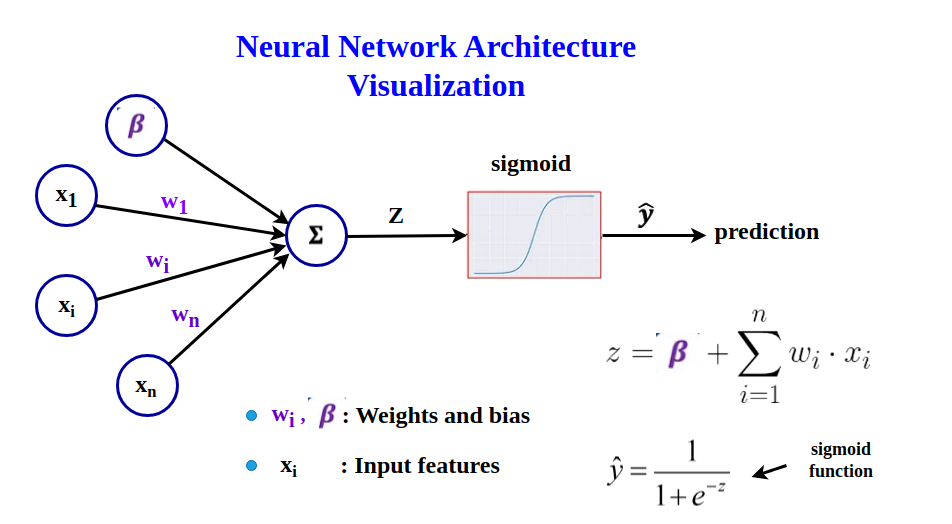 Neural Network Architecture
Visualization
β
x₁
w₁
xᵢ
wᵢ
wₙ
xₙ
Σ
Z
sigmoid
ŷ
prediction
z = β + ∑ⁿᵢ₌₁ wᵢ · xᵢ
wᵢ , β : Weights and bias
xᵢ : Input features
ŷ = 1 / 1+e⁻ᶻ
sigmoid
function